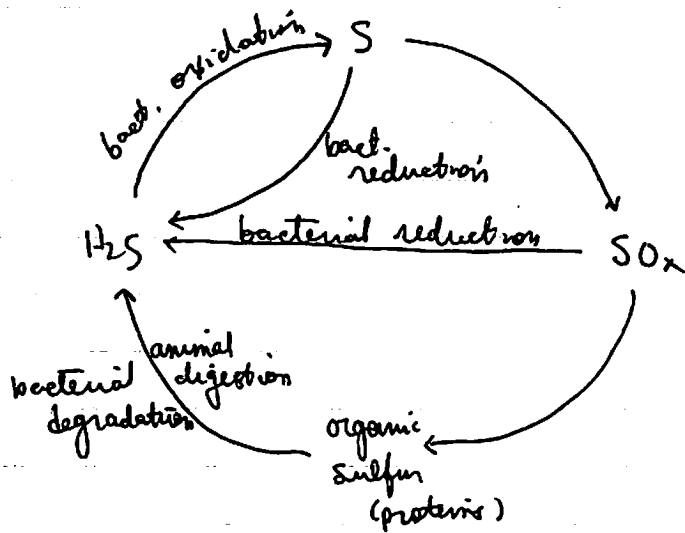 S
bact. oxidation
bact.
reduction
H2S
bacterial reduction
SOx
animal
digestion
bacterial
degradation
organic
sulfur
(proteins)